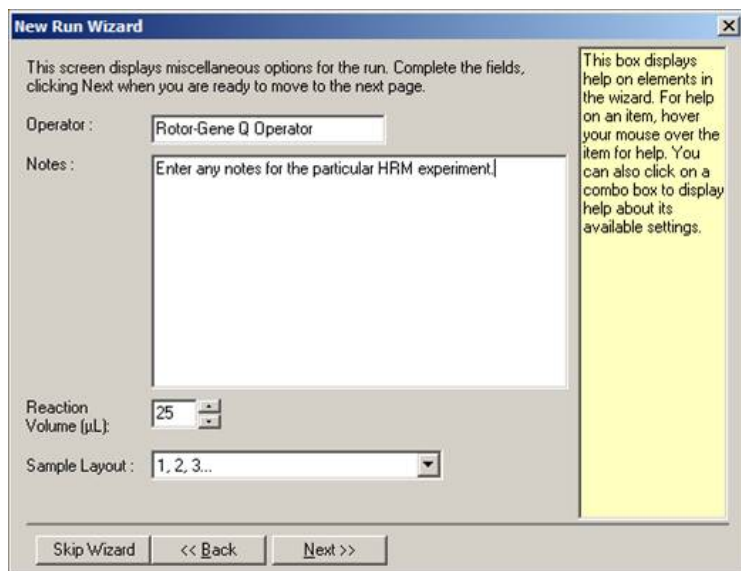 New Run Wizard
This screen displays miscellaneous options for the run. Complete the fields,
clicking Next when you are ready to move to the next page.
Operator :
Rotor-Gene Q Operator
Notes :
Enter any notes for the particular HRM experiment.
Reaction
Volume (µL):
25
Sample Layout :
1, 2, 3...
This box displays
help on elements in
the wizard. For help
on an item, hover
your mouse over the
item for help. You
can also click on a
combo box to display
help about its
available settings.
Skip Wizard
<< Back
Next >>